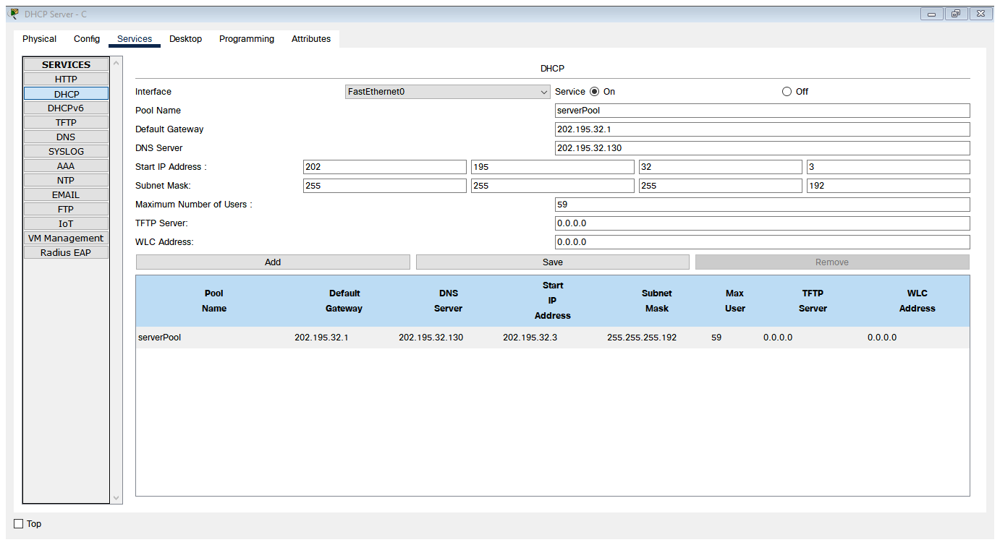 DHCP Server - C
Physical Config Services Desktop Programming Attributes
SERVICES
HTTP
DHCP
DHCPv6
TFTP
DNS
SYSLOG
AAA
NTP
EMAIL
FTP
IoT
VM Management
Radius EAP
DHCP
Interface FastEthernet0 Service On Off
Pool Name serverPool
Default Gateway 202.195.32.1
DNS Server 202.195.32.130
Start IP Address : 202 195 32 3
Subnet Mask: 255 255 255 192
Maximum Number of Users : 59
TFTP Server: 0.0.0.0
WLC Address: 0.0.0.0
Add Save Remove
Pool Name Default Gateway DNS Server Start IP Address Subnet Mask Max User TFTP Server WLC Address
serverPool 202.195.32.1 202.195.32.130 202.195.32.3 255.255.255.192 59 0.0.0.0 0.0.0.0
Top